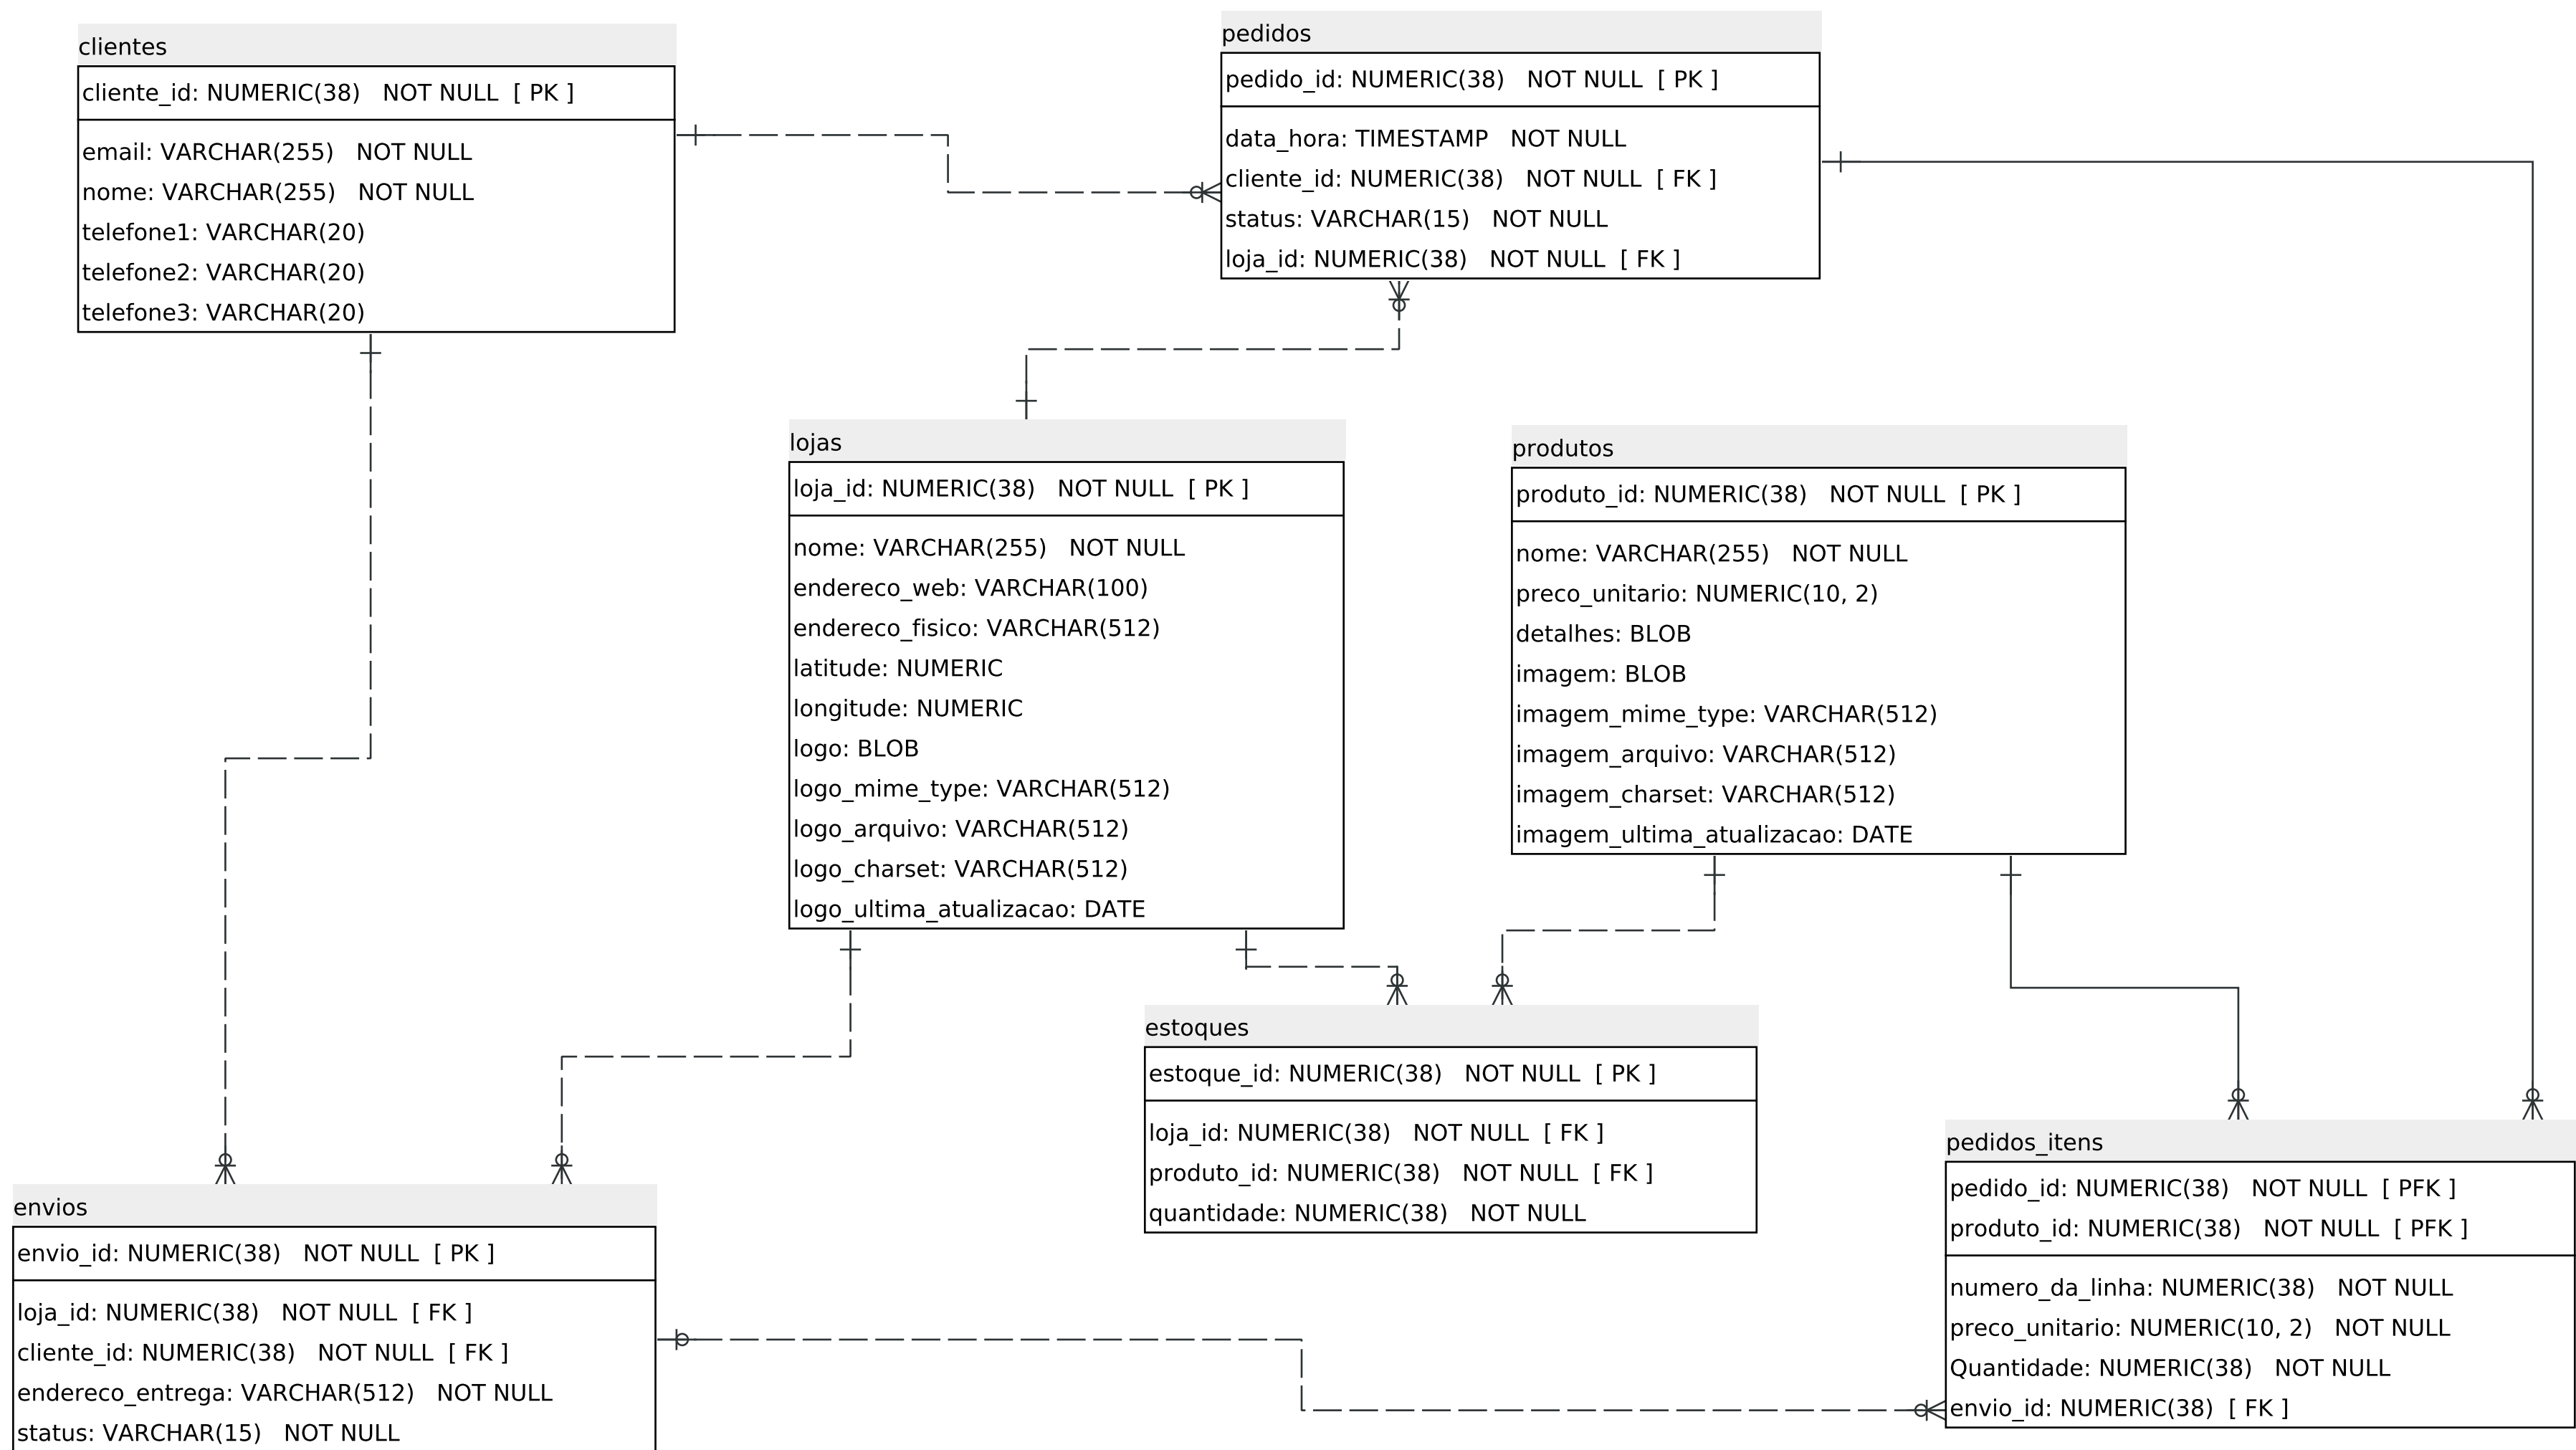 clientes
cliente_id: NUMERIC(38) NOT NULL [ PK ]
email: VARCHAR(255) NOT NULL
nome: VARCHAR(255) NOT NULL
telefone1: VARCHAR(20)
telefone2: VARCHAR(20)
telefone3: VARCHAR(20)
pedidos
pedido_id: NUMERIC(38) NOT NULL [ PK ]
data_hora: TIMESTAMP NOT NULL
cliente_id: NUMERIC(38) NOT NULL [ FK ]
status: VARCHAR(15) NOT NULL
loja_id: NUMERIC(38) NOT NULL [ FK ]
lojas
loja_id: NUMERIC(38) NOT NULL [ PK ]
nome: VARCHAR(255) NOT NULL
endereco_web: VARCHAR(100)
endereco_fisico: VARCHAR(512)
latitude: NUMERIC
longitude: NUMERIC
logo: BLOB
logo_mime_type: VARCHAR(512)
logo_arquivo: VARCHAR(512)
logo_charset: VARCHAR(512)
logo_ultima_atualizacao: DATE
produtos
produto_id: NUMERIC(38) NOT NULL [ PK ]
nome: VARCHAR(255) NOT NULL
preco_unitario: NUMERIC(10, 2)
detalhes: BLOB
imagem: BLOB
imagem_mime_type: VARCHAR(512)
imagem_arquivo: VARCHAR(512)
imagem_charset: VARCHAR(512)
imagem_ultima_atualizacao: DATE
estoques
estoque_id: NUMERIC(38) NOT NULL [ PK ]
loja_id: NUMERIC(38) NOT NULL [ FK ]
produto_id: NUMERIC(38) NOT NULL [ FK ]
quantidade: NUMERIC(38) NOT NULL
envios
envio_id: NUMERIC(38) NOT NULL [ PK ]
loja_id: NUMERIC(38) NOT NULL [ FK ]
cliente_id: NUMERIC(38) NOT NULL [ FK ]
endereco_entrega: VARCHAR(512) NOT NULL
status: VARCHAR(15) NOT NULL
pedidos_itens
pedido_id: NUMERIC(38) NOT NULL [ PFK ]
produto_id: NUMERIC(38) NOT NULL [ PFK ]
numero_da_linha: NUMERIC(38) NOT NULL
preco_unitario: NUMERIC(10, 2) NOT NULL
Quantidade: NUMERIC(38) NOT NULL
envio_id: NUMERIC(38) [ FK ]